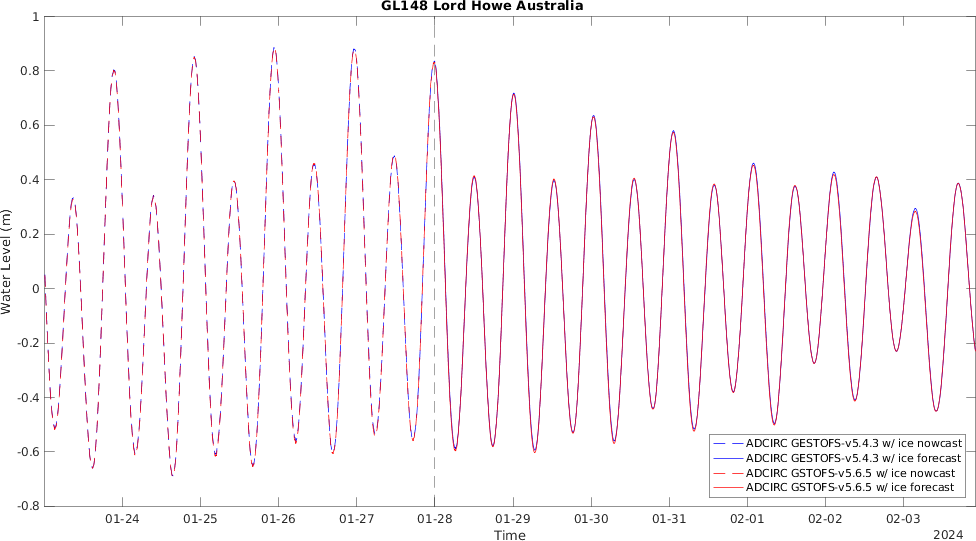 GL148 Lord Howe Australia
1
0.8
0.6
0.4
0.2
0
-0.2
-0.4
-0.6
-0.8
Water Level (m)
01-24 01-25 01-26 01-27 01-28 01-29 01-30 01-31 02-01 02-02 02-03
Time
2024
ADCIRC GESTOFS-v5.4.3 w/ ice nowcast
ADCIRC GESTOFS-v5.4.3 w/ ice forecast
ADCIRC GSTOFS-v5.6.5 w/ ice nowcast
ADCIRC GSTOFS-v5.6.5 w/ ice forecast